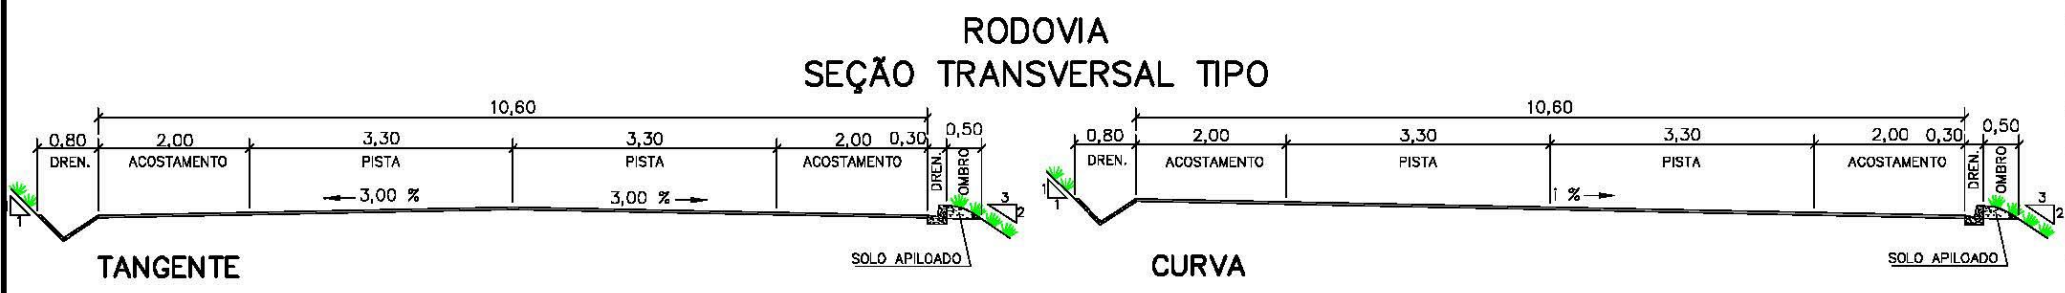 RODOVIA
SEÇÃO TRANSVERSAL TIPO
10,60
0,80 2,00 3,30 3,30 2,00 0,30 0,50
DREN. ACOSTAMENTO PISTA PISTA ACOSTAMENTO DREN. OMBRO
3,00 % 3,00 %
1
1
3
2
SOLO APILOADO
TANGENTE
10,60
0,80 2,00 3,30 3,30 2,00 0,30 0,50
DREN. ACOSTAMENTO PISTA PISTA ACOSTAMENTO DREN. OMBRO
%
1
1
3
2
SOLO APILOADO
CURVA